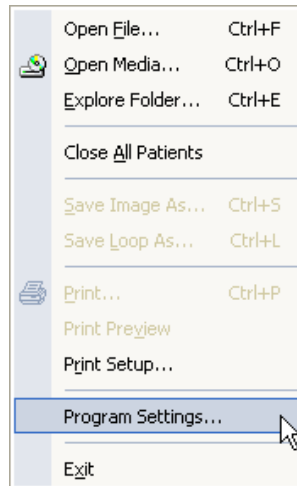 Open File... Ctrl+F
Open Media... Ctrl+O
Explore Folder... Ctrl+E
Close All Patients
Save Image As... Ctrl+S
Save Loop As... Ctrl+L
Print... Ctrl+P
Print Preview
Print Setup...
Program Settings...
Exit